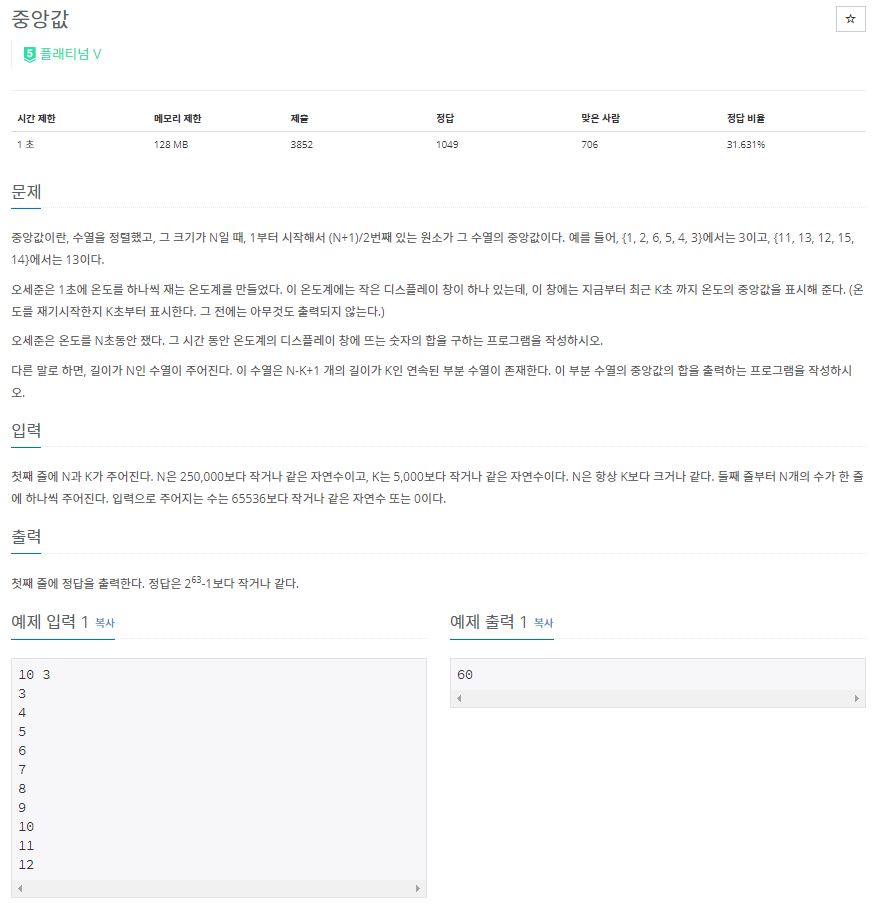 중앙값
☆
5 플래티넘 V
시간 제한 메모리 제한 제출 정답 맞은 사람 정답 비율
1 초 128 MB 3852 1049 706 31.631%
문제
중앙값이란, 수열을 정렬했고, 그 크기가 N일 때, 1부터 시작해서 (N+1)/2번째 있는 원소가 그 수열의 중앙값이다. 예를 들어, {1, 2, 6, 5, 4, 3}에서는 3이고, {11, 13, 12, 15,
14}에서는 13이다.
오세준은 1초에 온도를 하나씩 재는 온도계를 만들었다. 이 온도계에는 작은 디스플레이 창이 하나 있는데, 이 창에는 지금부터 최근 K초 까지 온도의 중앙값을 표시해 준다. (온
도를 재기시작한지 K초부터 표시한다. 그 전에는 아무것도 출력되지 않는다.)
오세준은 온도를 N초동안 쟀다. 그 시간 동안 온도계의 디스플레이 창에 뜨는 숫자의 합을 구하는 프로그램을 작성하시오.
다른 말로 하면, 길이가 N인 수열이 주어진다. 이 수열은 N-K+1 개의 길이가 K인 연속된 부분 수열이 존재한다. 이 부분 수열의 중앙값의 합을 출력하는 프로그램을 작성하시
오.
입력
첫째 줄에 N과 K가 주어진다. N은 250,000보다 작거나 같은 자연수이고, K는 5,000보다 작거나 같은 자연수이다. N은 항상 K보다 크거나 같다. 둘째 줄부터 N개의 수가 한 줄
에 하나씩 주어진다. 입력으로 주어지는 수는 65536보다 작거나 같은 자연수 또는 0이다.
출력
첫째 줄에 정답을 출력한다. 정답은 2^63-1보다 작거나 같다.
예제 입력 1 복사
10 3
3
4
5
6
7
8
9
10
11
12
예제 출력 1 복사
60